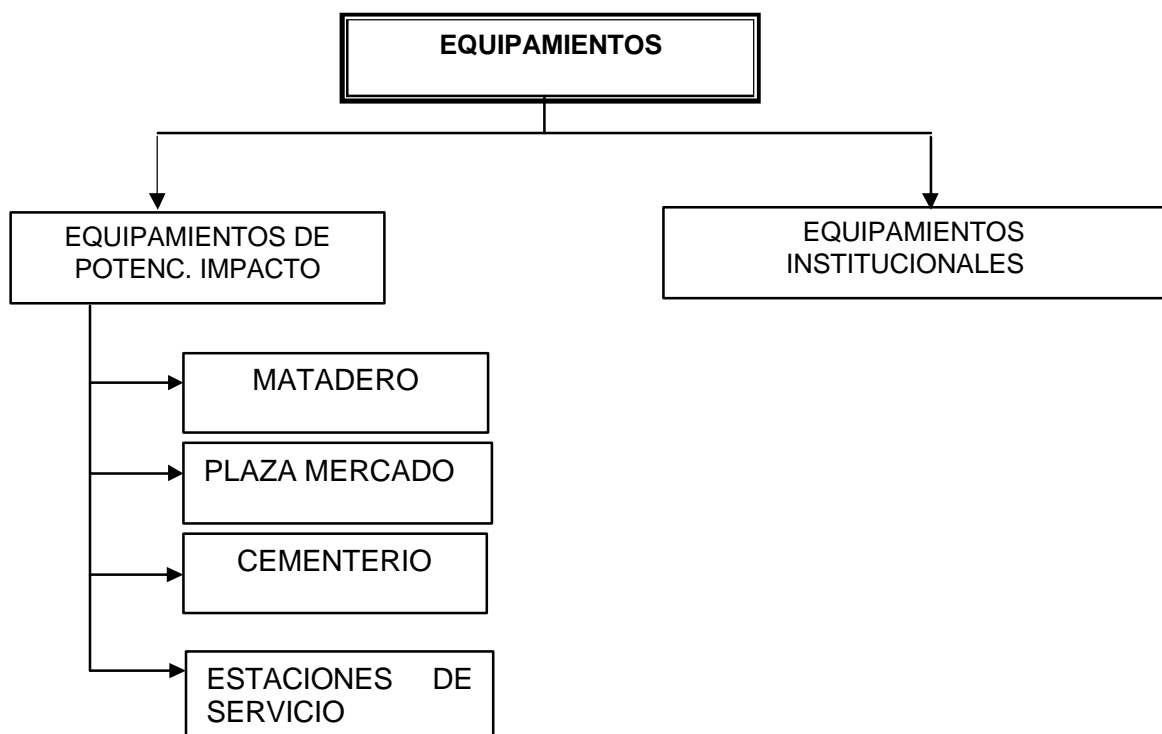 EQUIPAMIENTOS
EQUIPAMIENTOS DE
POTENC. IMPACTO
EQUIPAMIENTOS
INSTITUCIONALES
MATADERO
PLAZA MERCADO
CEMENTERIO
ESTACIONES DE
SERVICIO